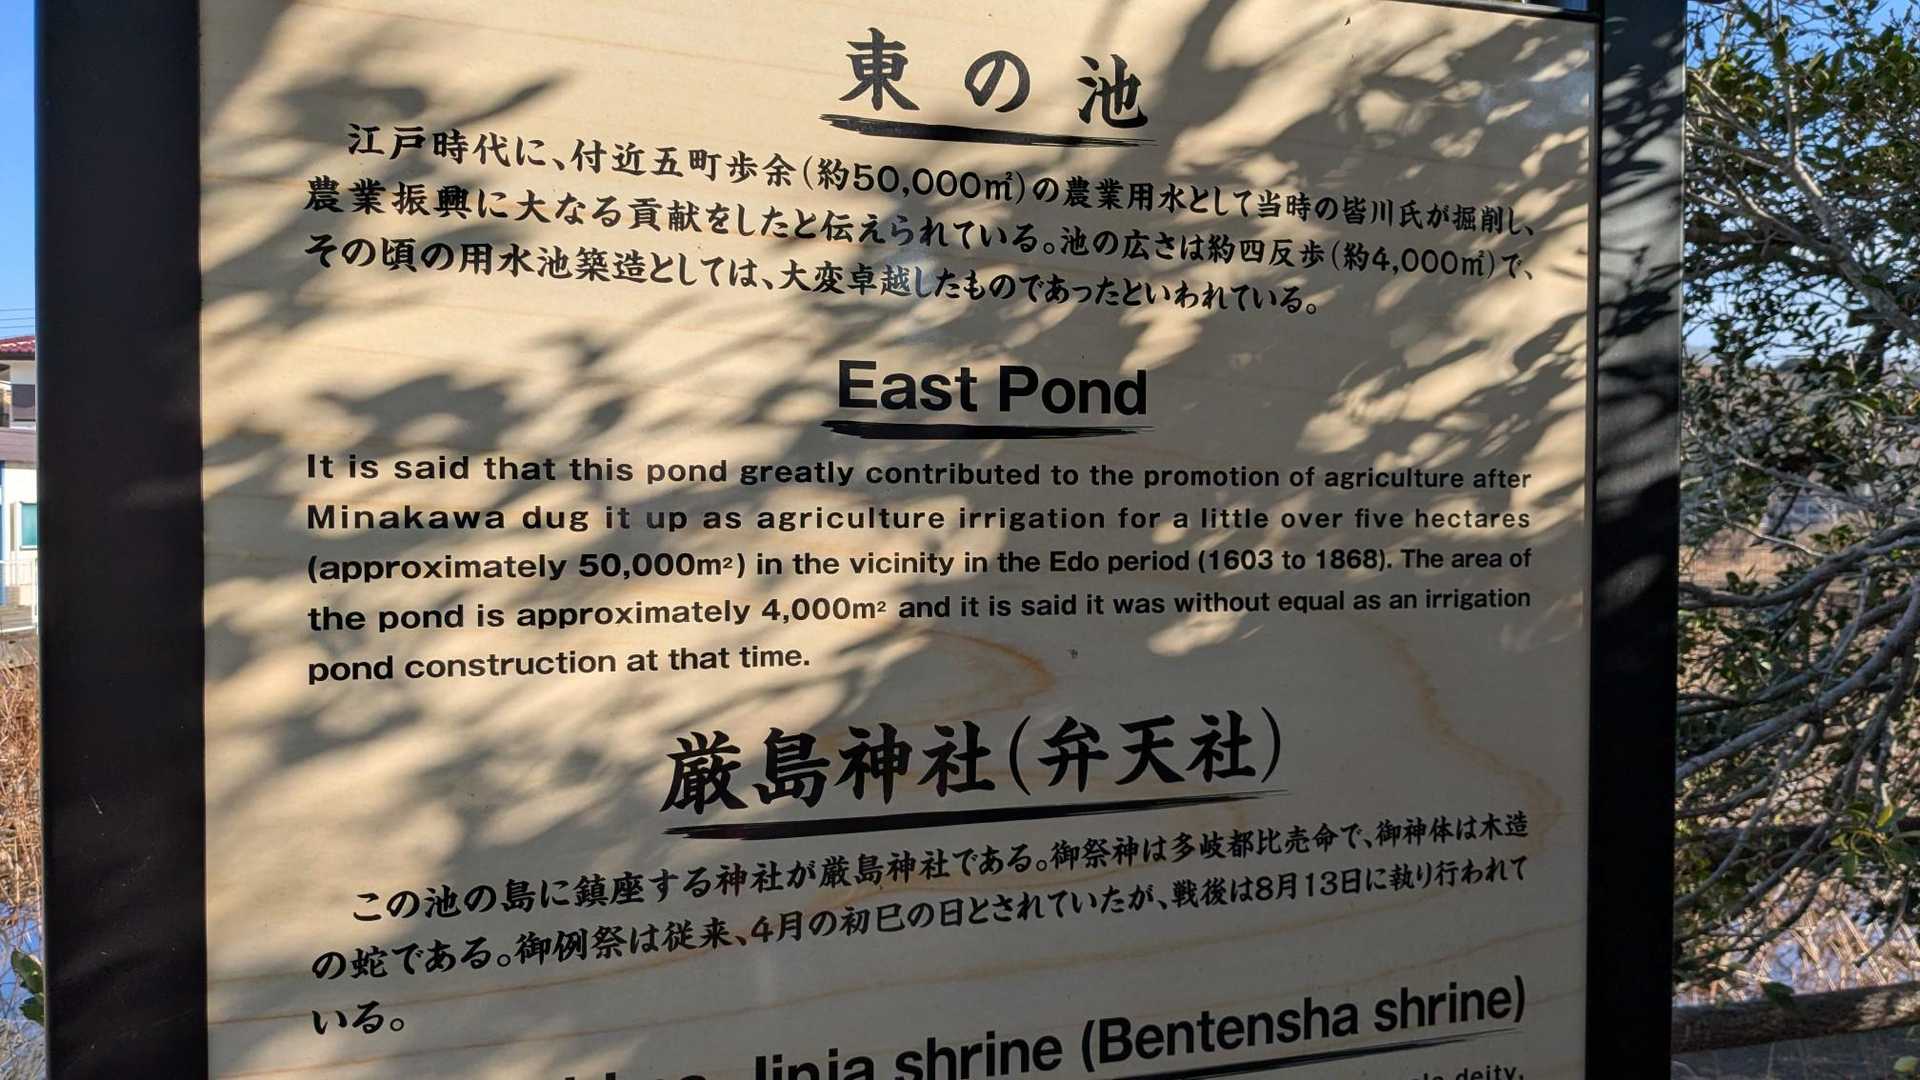 東の池
江戸時代に、付近五町歩余(約50,000㎡)の農業用水として当時の皆川氏が掘削し、
農業振興に大なる貢献をしたと伝えられている。池の広さは約四反歩(約4,000㎡)で、
その頃の用水池築造としては、大変卓越したものであったといわれている。
East Pond
It is said that this pond greatly contributed to the promotion of agriculture after
Minakawa dug it up as agriculture irrigation for a little over five hectares
(approximately 50,000m²) in the vicinity in the Edo period (1603 to 1868). The area of
the pond is approximately 4,000m² and it is said it was without equal as an irrigation
pond construction at that time.
厳島神社(弁天社)
この池の島に鎮座する神社が厳島神社である。御祭神は多岐都比売命で、御神体は木造
の蛇である。御例祭は従来、4月の初巳の日とされていたが、戦後は8月13日に執り行われて
いる。
Jinja shrine (Bentensha shrine)
deity,